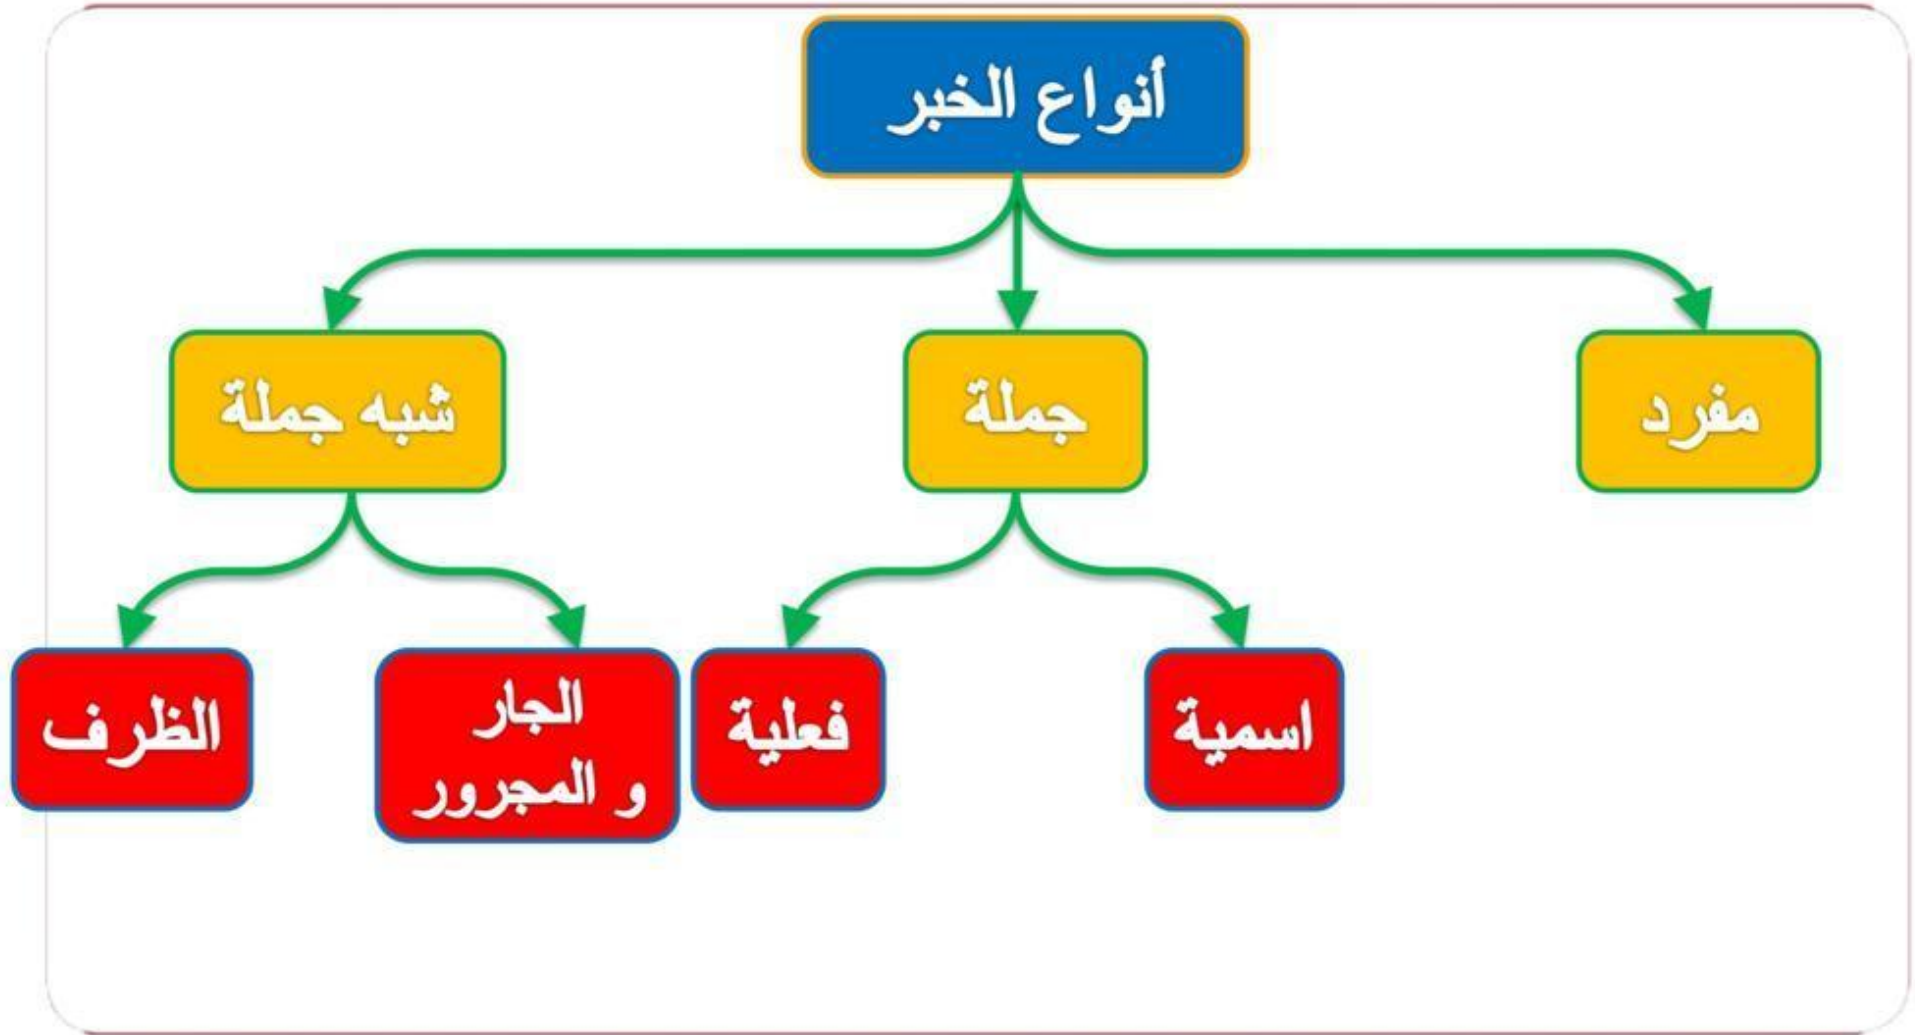 أنواع الخبر
مفرد
جملة
شبه جملة
اسمية
فعلية
الجار
و المجرور
الظرف